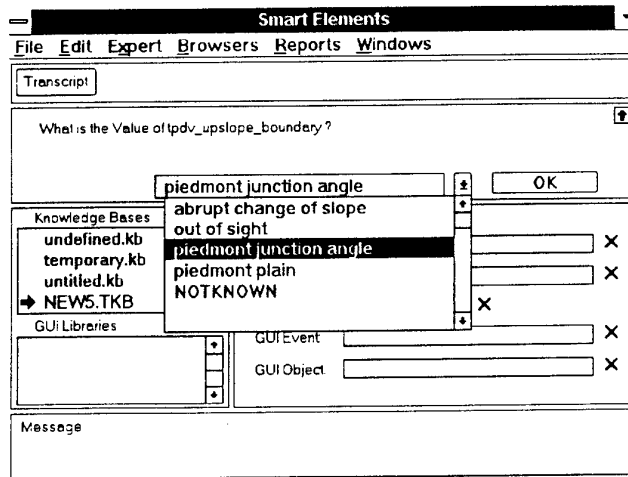 Smart Elements
File Edit Expert Browsers Reports Windows
Transcript
What is the Value of tpdv_upslope_boundary ?
piedmont junction angle
OK
abrupt change of slope
out of sight
piedmont junction angle
piedmont plain
NOTKNOWN
Knowledge Bases
undefined.kb
temporary.kb
untitled.kb
NEW5.TKB
GUI Libraries
GUI Event
GUI Object
Message